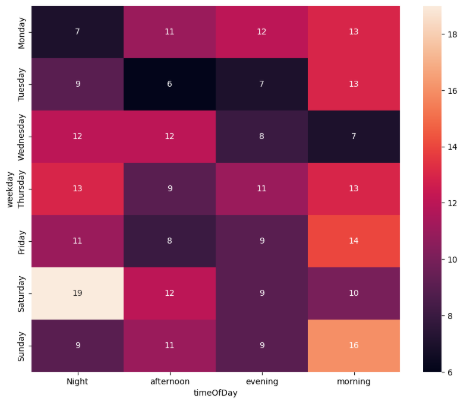 Monday 7 11 12 13
Tuesday 9 6 7 13
Wednesday 12 12 8 7
Thursday 13 9 11 13
Friday 11 8 9 14
Saturday 19 12 9 10
Sunday 9 11 9 16
weekday
Night afternoon evening morning
timeOfDay
18
16
14
12
10
8
6